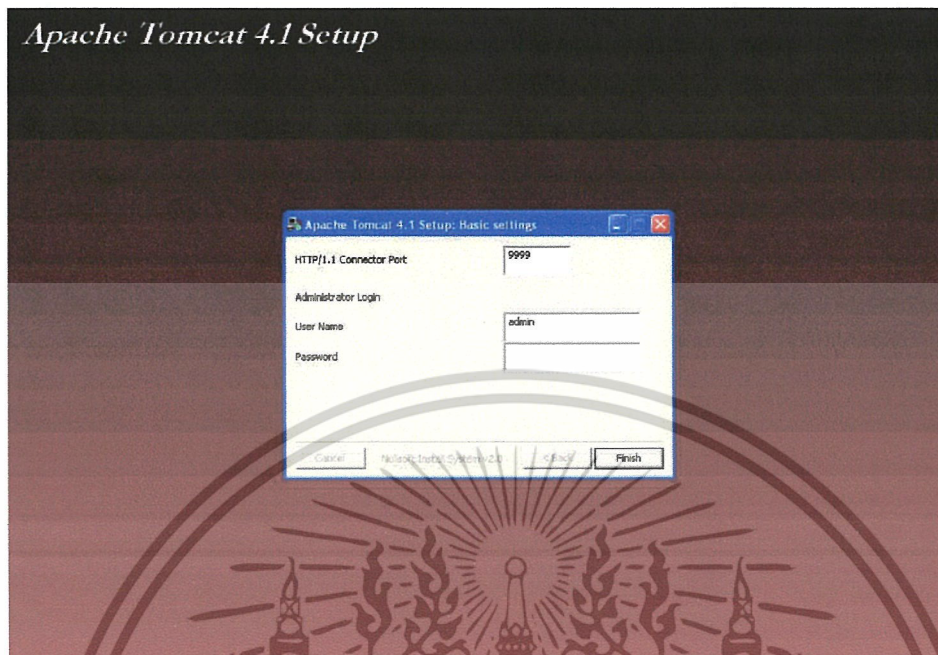 Apache Tomcat 4.1 Setup
Apache Tomcat 4.1 Setup: Basic settings
HTTP/1.1 Connector Port
9999
Administrator Login
User Name
admin
Password
Cancel
Nullsoft Install System v2.0
< Back
Finish